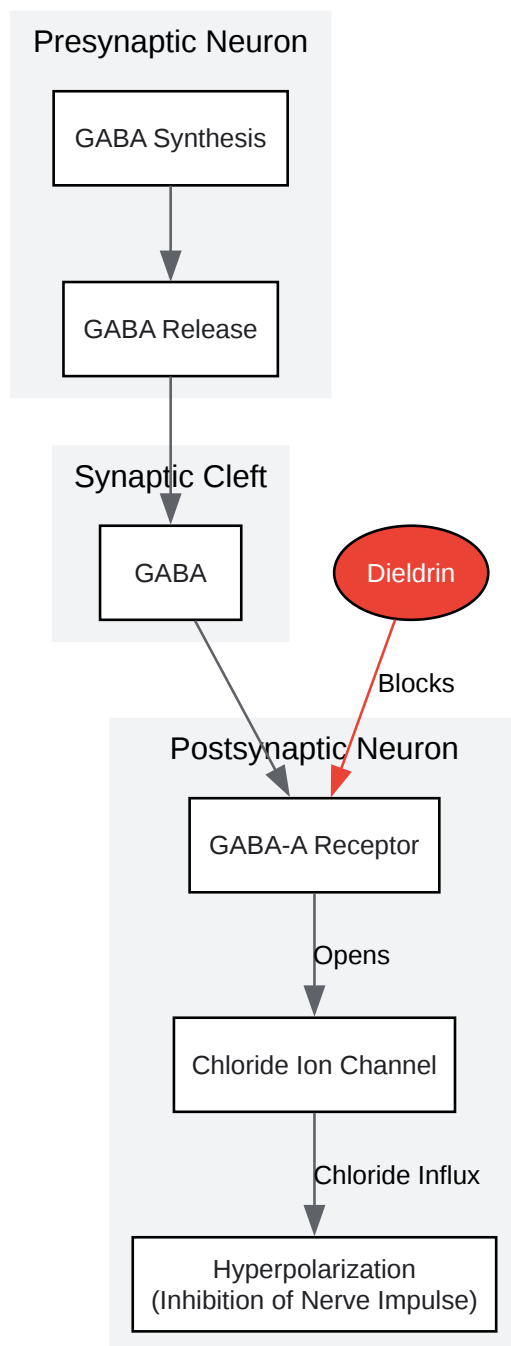 Presynaptic Neuron
GABA Synthesis
GABA Release
Synaptic Cleft
GABA
Dieldrin
Blocks
Postsynaptic Neuron
GABA-A Receptor
Opens
Chloride Ion Channel
Chloride Influx
Hyperpolarization
(Inhibition of Nerve Impulse)